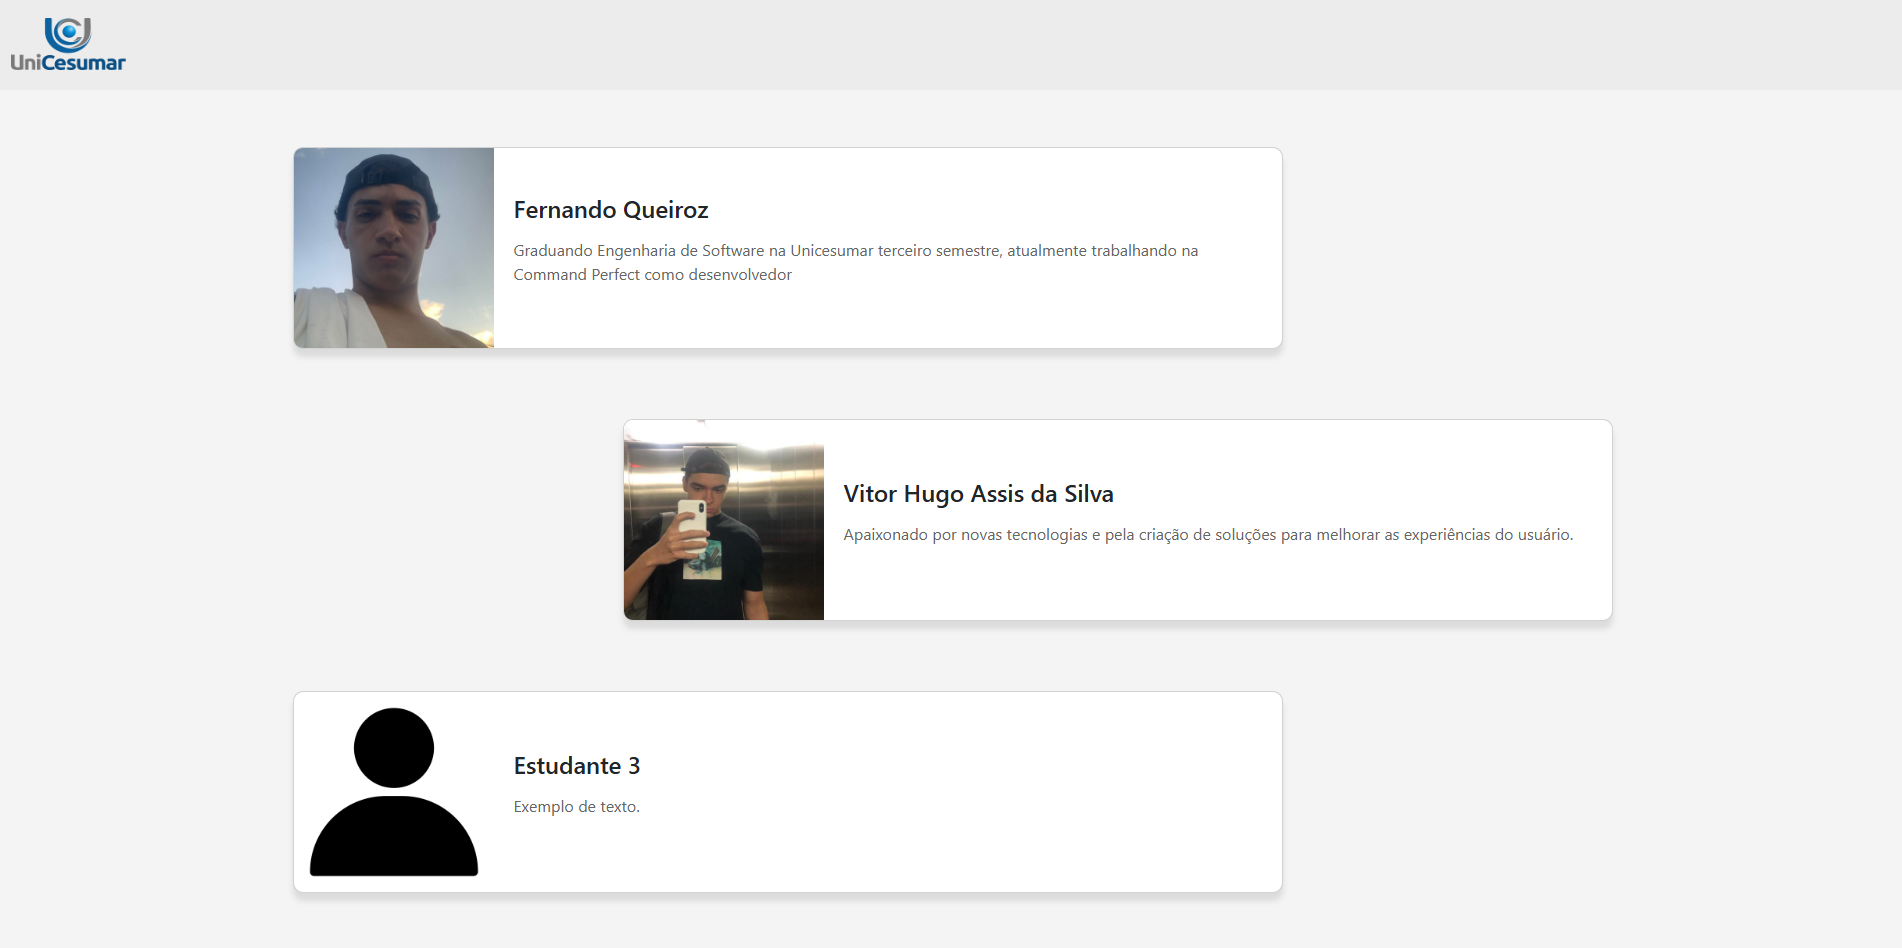 UniCesumar
Fernando Queiroz
Graduando Engenharia de Software na Unicesumar terceiro semestre, atualmente trabalhando na
Command Perfect como desenvolvedor
Vitor Hugo Assis da Silva
Apaixonado por novas tecnologias e pela criação de soluções para melhorar as experiências do usuário.
Estudante 3
Exemplo de texto.